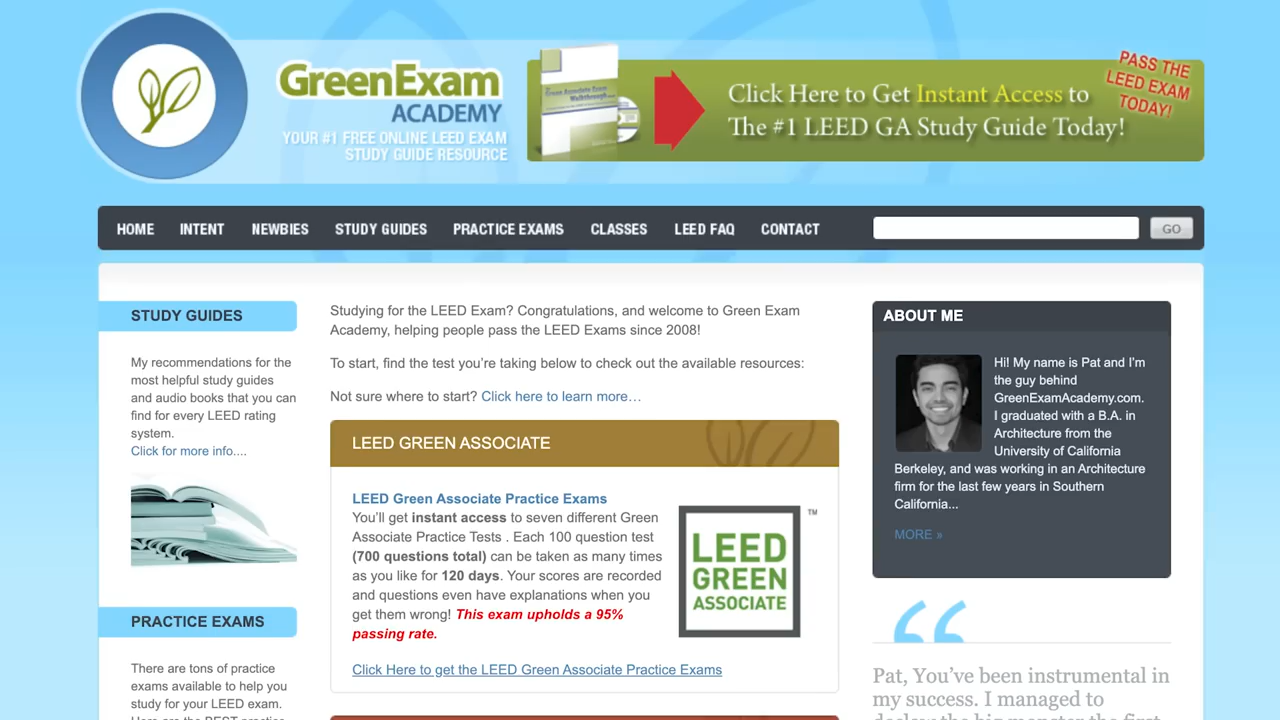 GreenExam
ACADEMY
YOUR #1 FREE ONLINE LEED EXAM
STUDY GUIDE RESOURCE
Click Here to Get Instant Access to
The #1 LEED GA Study Guide Today!
PASS THE
LEED EXAM
TODAY!
HOME INTENT NEWBIES STUDY GUIDES PRACTICE EXAMS CLASSES LEED FAQ CONTACT
GO
STUDY GUIDES
My recommendations for the
most helpful study guides
and audio books that you can
find for every LEED rating
system.
Click for more info....
PRACTICE EXAMS
There are tons of practice
exams available to help you
study for your LEED exam.
Here are the BEST practice
Studying for the LEED Exam? Congratulations, and welcome to Green Exam
Academy, helping people pass the LEED Exams since 2008!
To start, find the test you're taking below to check out the available resources:
Not sure where to start? Click here to learn more…
LEED GREEN ASSOCIATE
LEED Green Associate Practice Exams
You'll get instant access to seven different Green
Associate Practice Tests . Each 100 question test
(700 questions total) can be taken as many times
as you like for 120 days. Your scores are recorded
and questions even have explanations when you
get them wrong! This exam upholds a 95%
passing rate.
LEED
GREEN
ASSOCIATE
TM
Click Here to get the LEED Green Associate Practice Exams
ABOUT ME
Hi! My name is Pat and I'm
the guy behind
GreenExamAcademy.com.
I graduated with a B.A. in
Architecture from the
University of California
Berkeley, and was working in an Architecture
firm for the last few years in Southern
California...
MORE »
“
Pat, You've been instrumental in
my success. I managed to